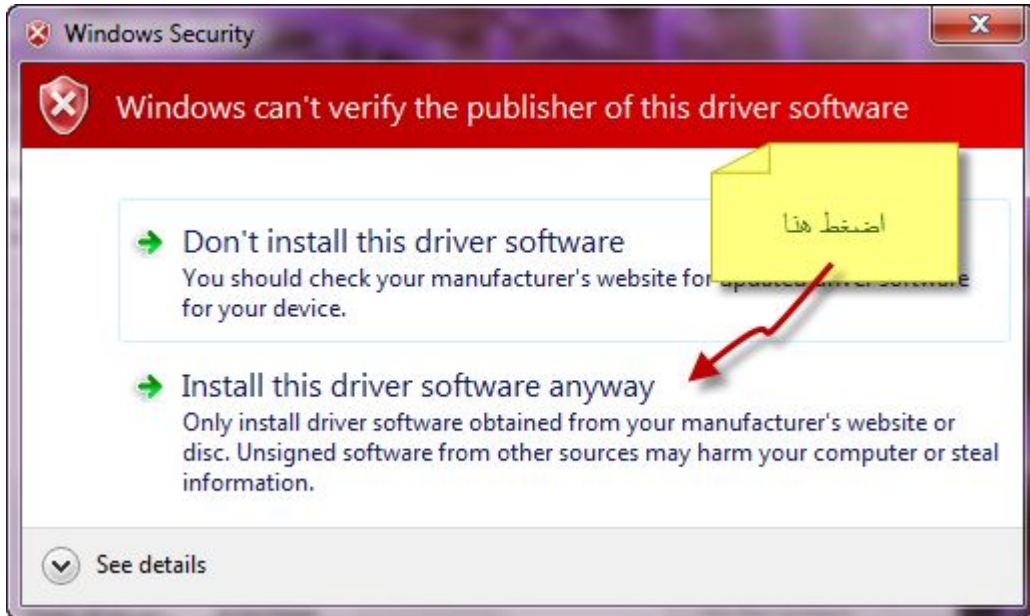 Windows Security
Windows can't verify the publisher of this driver software
اضغط هنا
Don't install this driver software
You should check your manufacturer's website for updated driver software
for your device.
Install this driver software anyway
Only install driver software obtained from your manufacturer's website or
disc. Unsigned software from other sources may harm your computer or steal
information.
See details